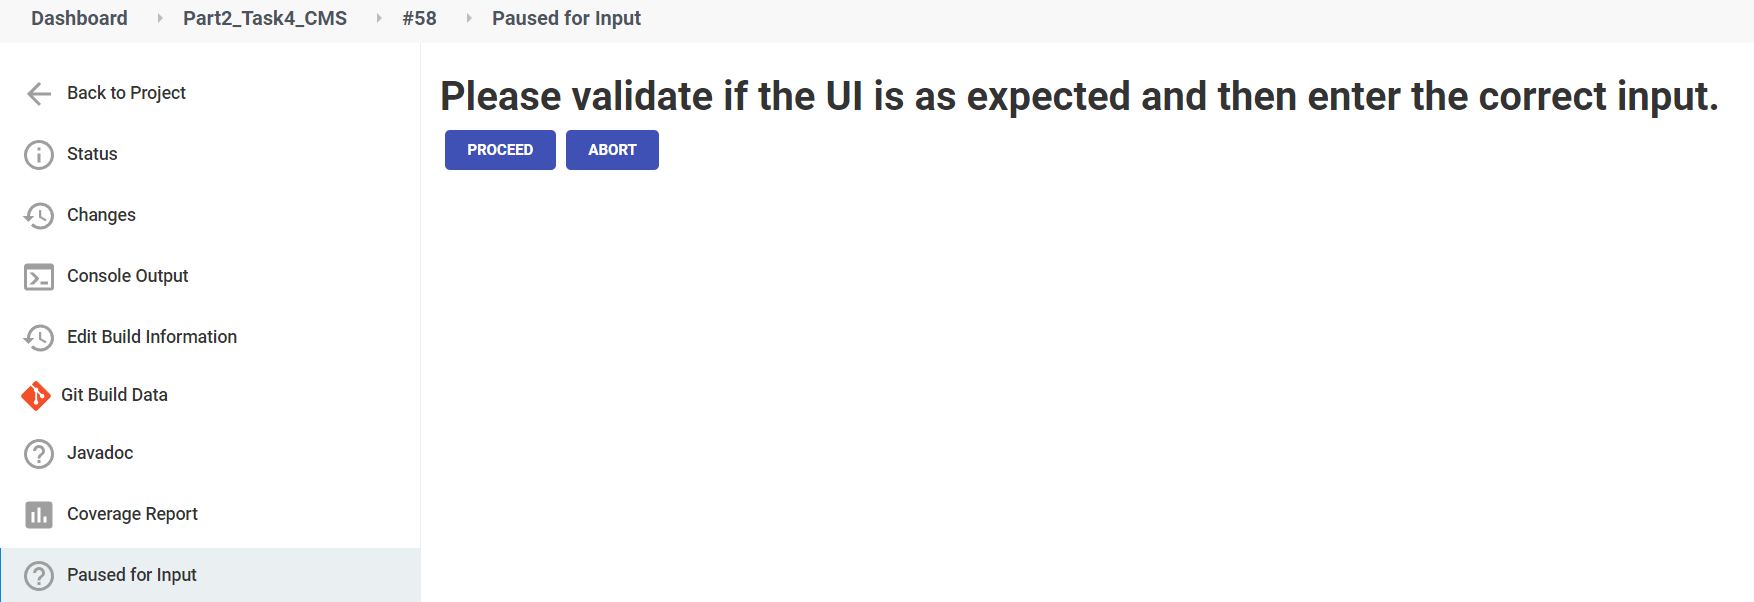 Dashboard Part2_Task4_CMS #58 Paused for Input
Back to Project
Status
Changes
Console Output
Edit Build Information
Git Build Data
Javadoc
Coverage Report
Paused for Input
Please validate if the UI is as expected and then enter the correct input.
PROCEED ABORT